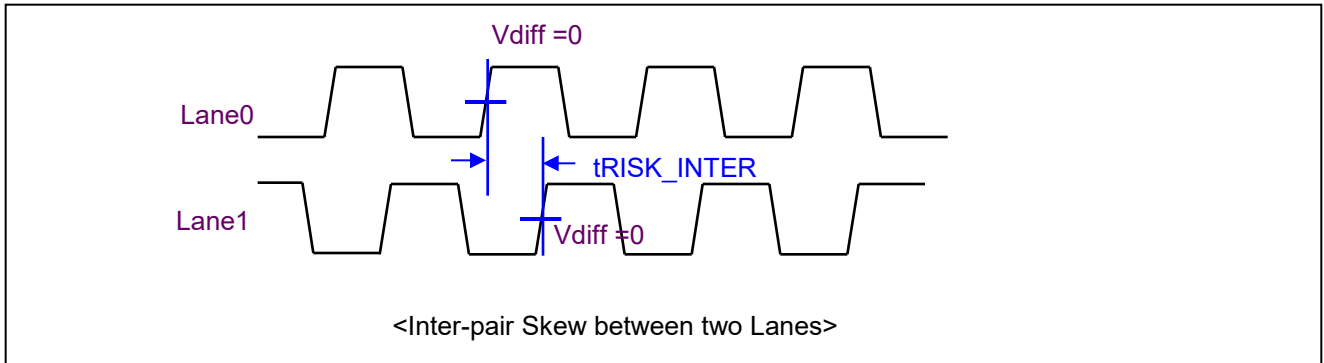 Vdiff =0
Lane0
tRISK_INTER
Lane1
Vdiff =0
<Inter-pair Skew between two Lanes>